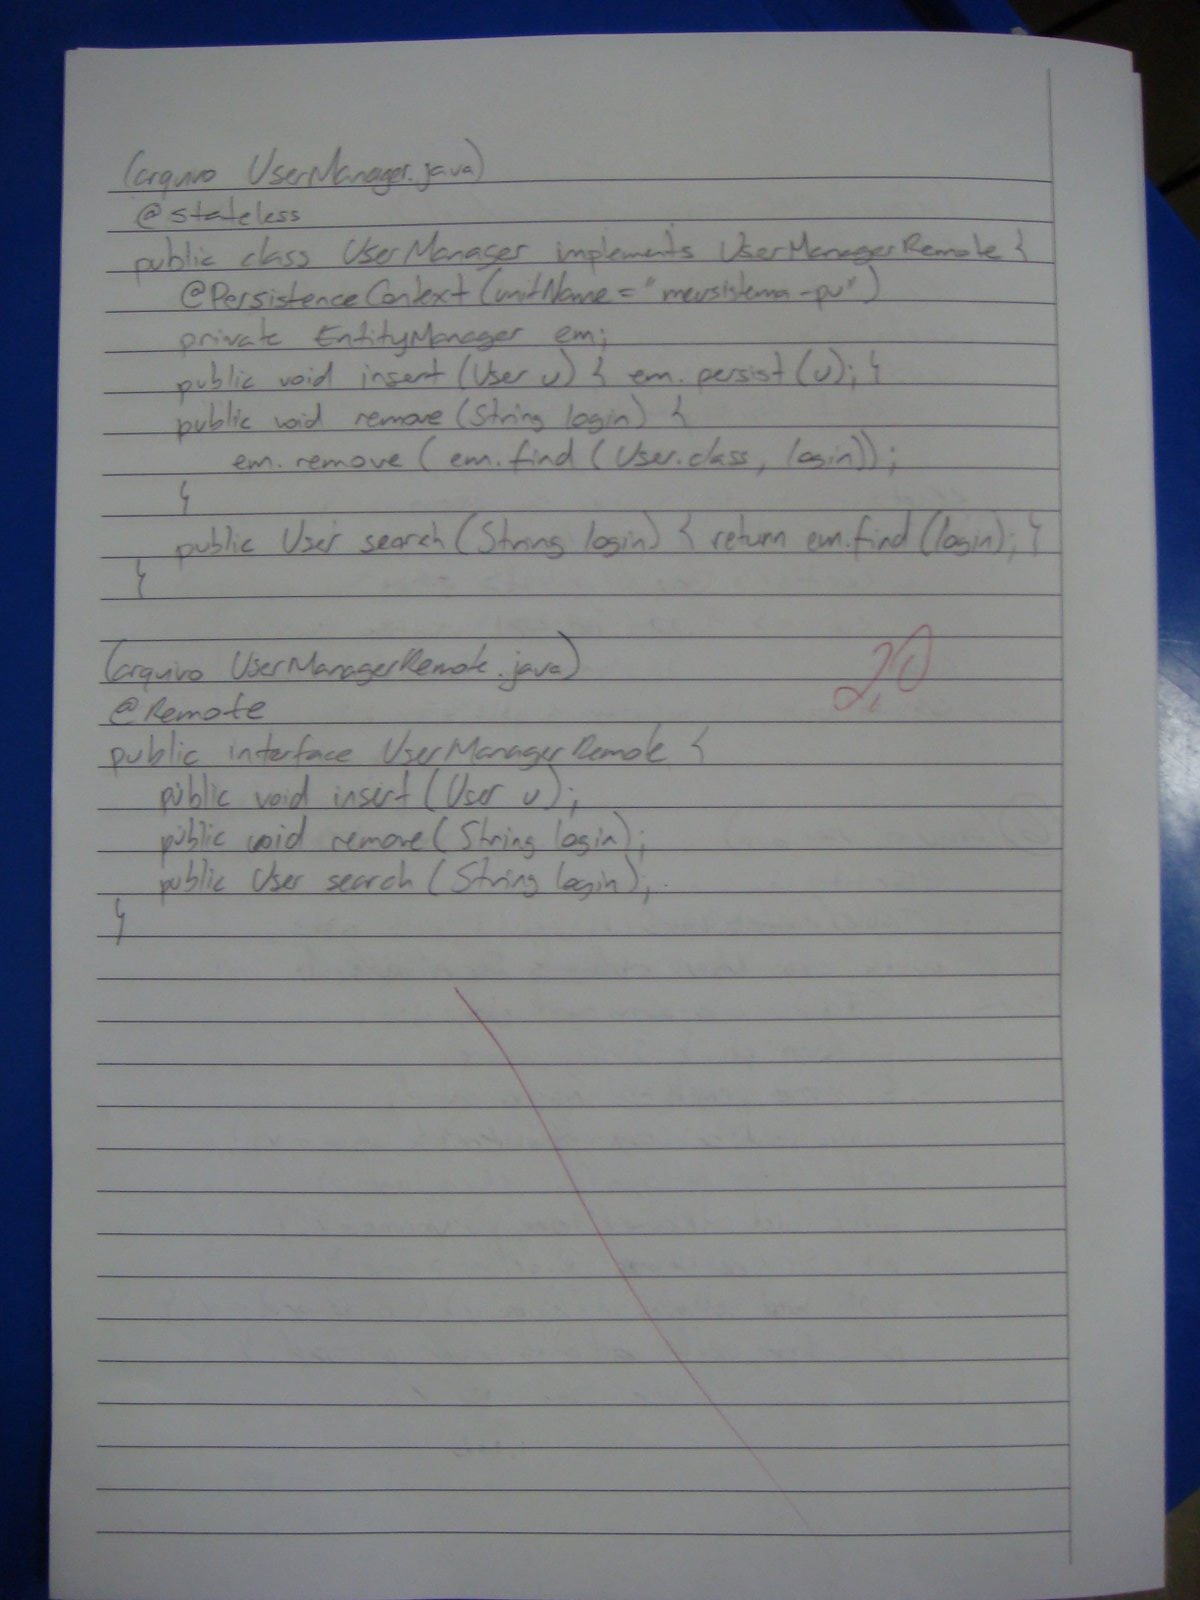 (arquivo UserManager.java)
@stateless
public class UserManager implements UserManagerRemote {
@PersistenceContext (unitName = "meusistema-pu")
private EntityManager em;
public void insert (User u) { em.persist (u); }
public void remove (String login) {
em.remove ( em.find ( User.class, login));
}
public User search (String login) { return em.find (login); }
}
(arquivo UserManagerRemote.java)
2,0
@Remote
public interface UserManagerRemote {
public void insert (User u);
public void remove (String login);
public User search (String login);
}